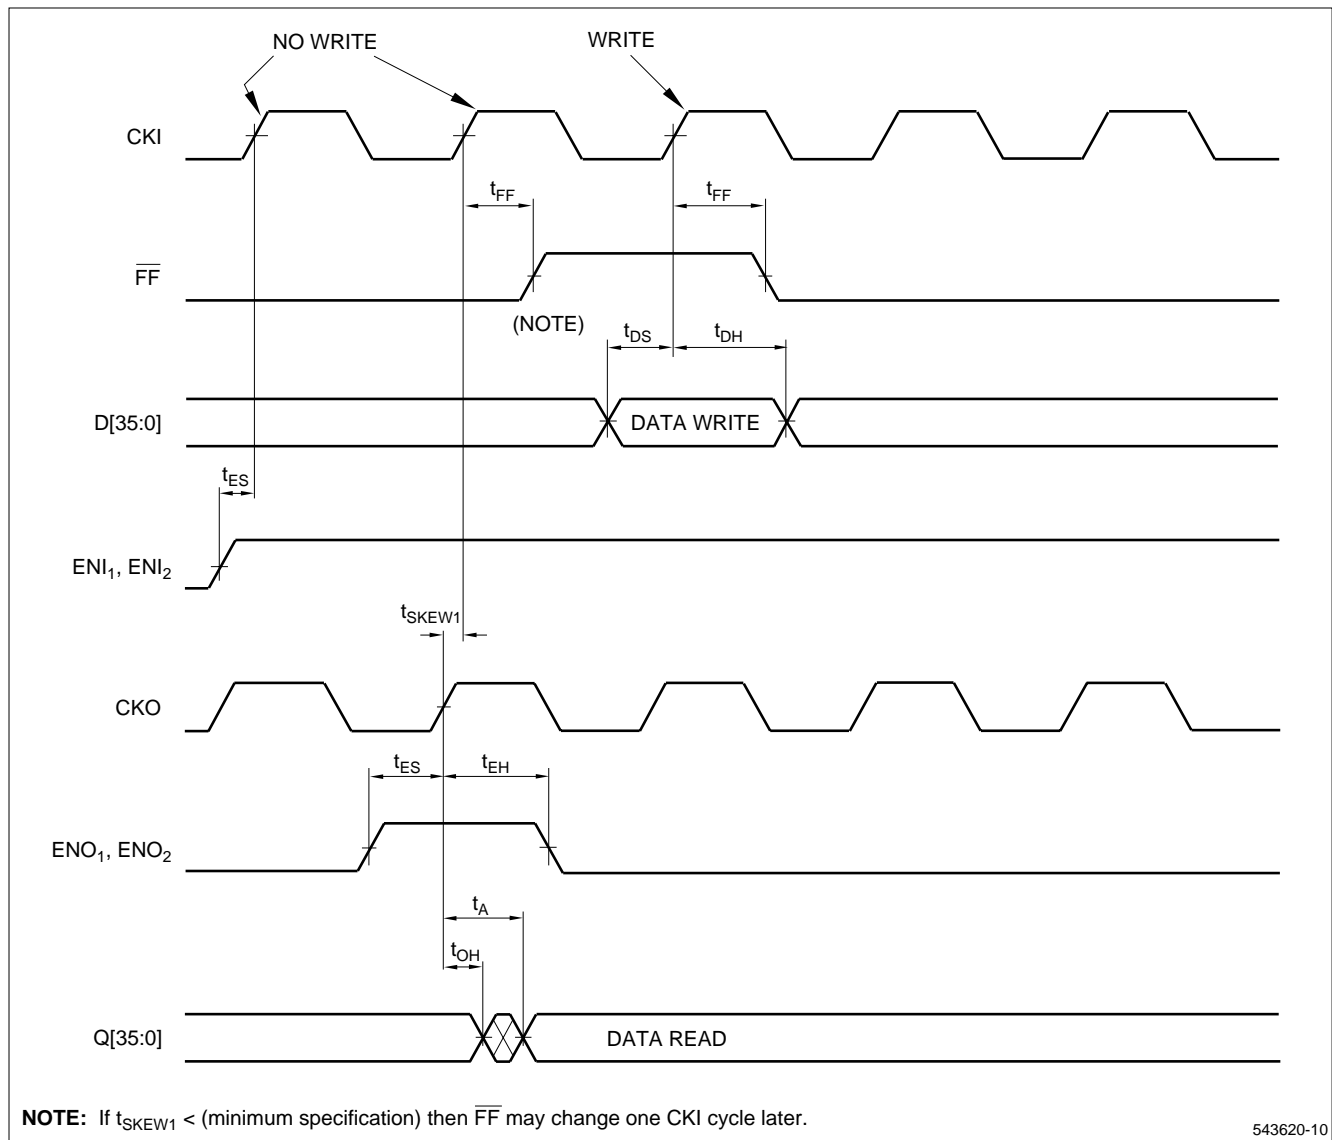 NO WRITE
WRITE
CKI
tFF
tFF
FF
(NOTE)
tDS
tDH
D[35:0]
DATA WRITE
tES
ENI1, ENI2
tSKEW1
CKO
tES
tEH
ENO1, ENO2
tA
tOH
Q[35:0]
DATA READ
NOTE: If tSKEW1 < (minimum specification) then FF may change one CKI cycle later.
543620-10